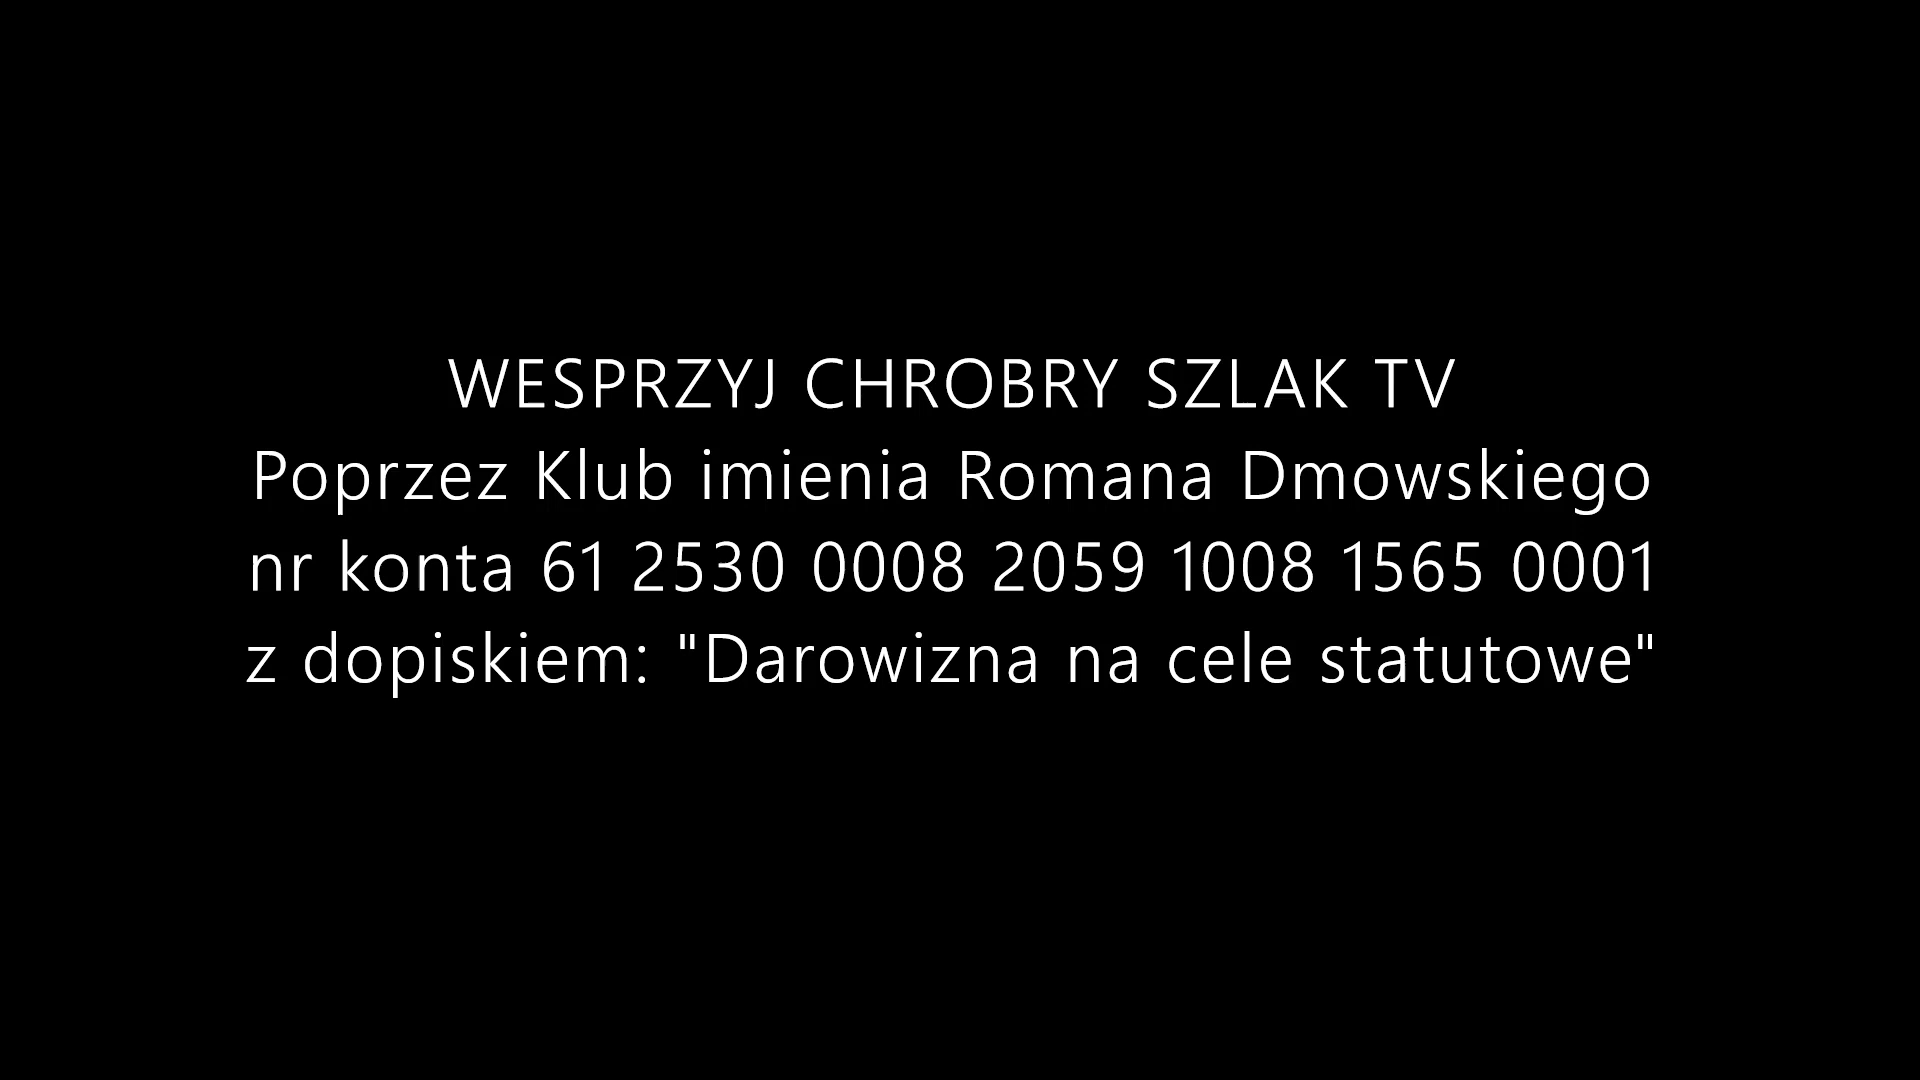 WESPRZYJ CHROBRY SZLAK TV
Poprzez Klub imienia Romana Dmowskiego
nr konta 61 2530 0008 2059 1008 1565 0001
z dopiskiem: "Darowizna na cele statutowe"